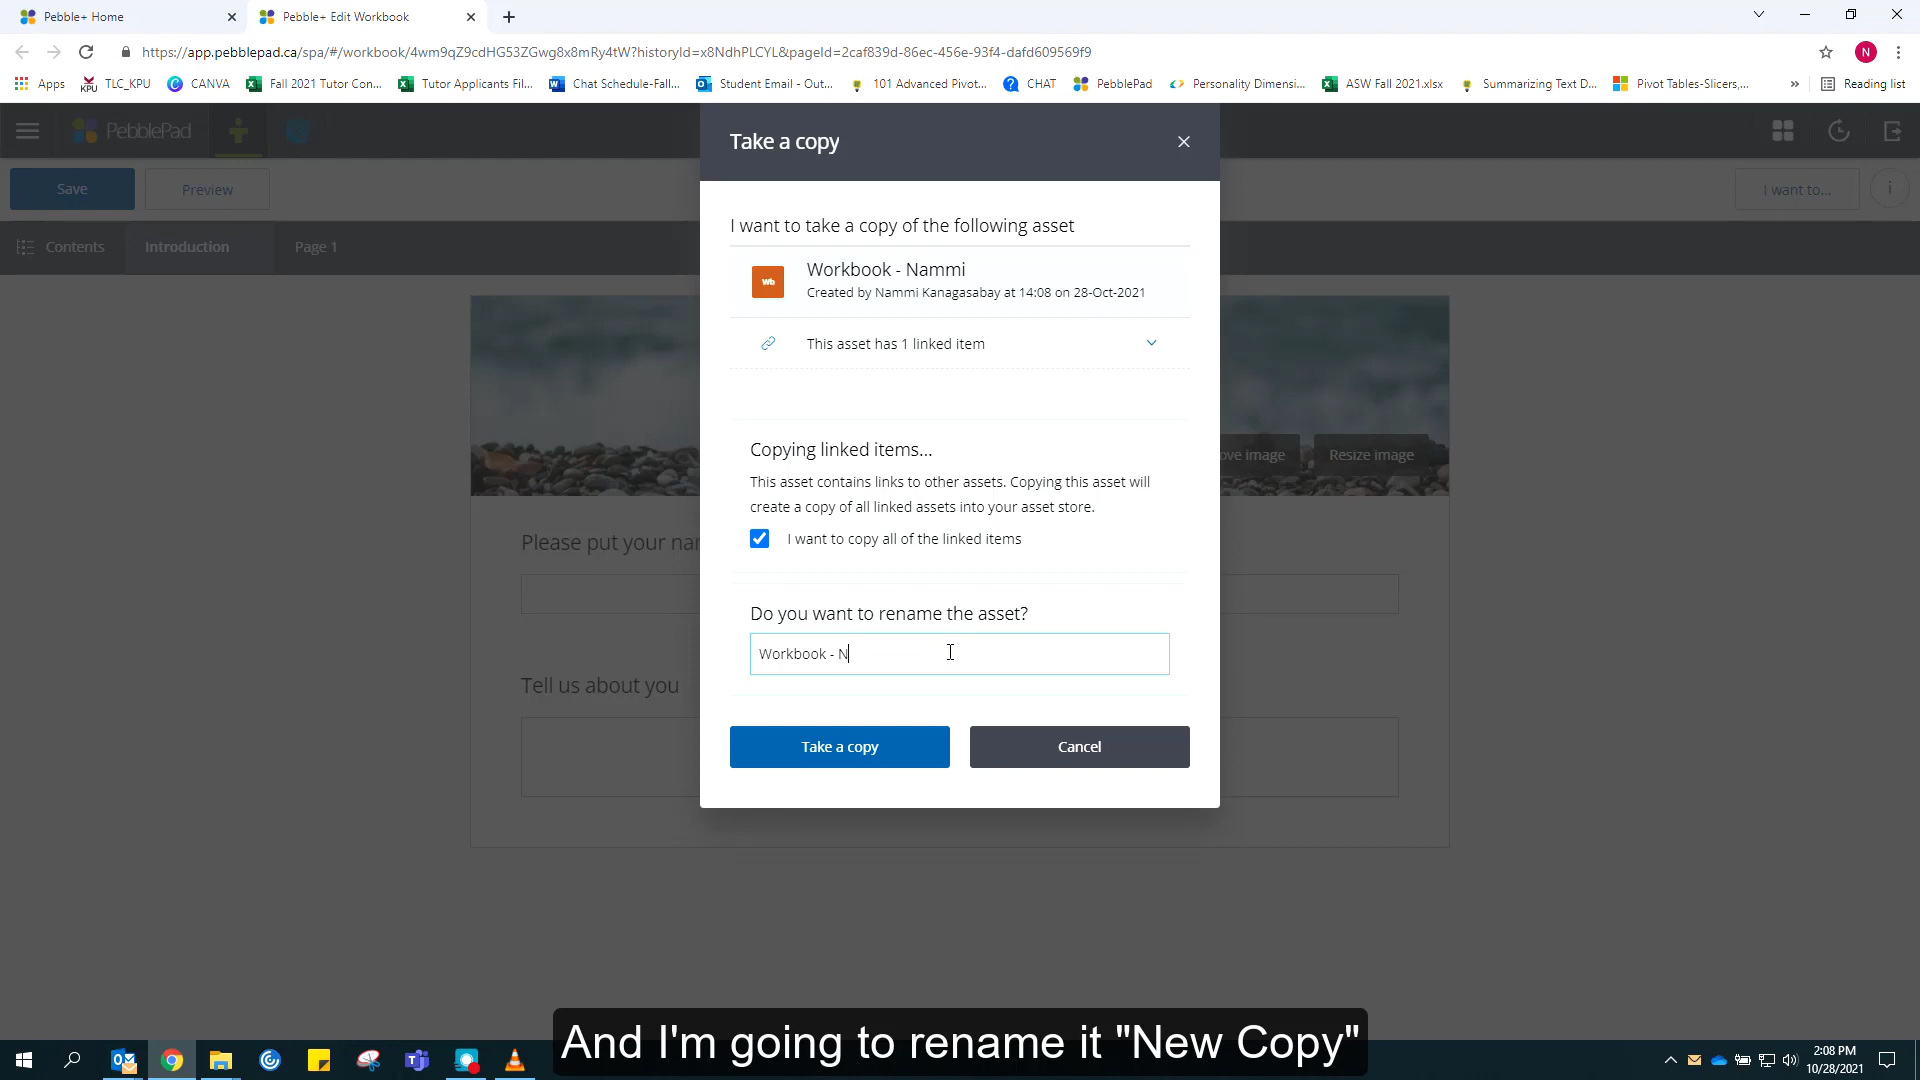 Pebble+ Home
Pebble+ Edit Workbook
https://app.pebblepad.ca/spa/#/workbook/4wm9qZ9cdHG53ZGwg8x8mRy4tW?historyId=x8NdhPLCYL&pageId=2caf839d-86ec-456e-93f4-dafd609569f9
N
Apps
KPU TLC_KPU
CANVA
Fall 2021 Tutor Con...
Tutor Applicants Fil...
Chat Schedule-Fall...
Student Email - Out...
101 Advanced Pivot...
CHAT
PebblePad
Personality Dimensi...
ASW Fall 2021.xlsx
Summarizing Text D...
Pivot Tables-Slicers,...
»
Reading list
PebblePad
Take a copy
Save
Preview
I want to...
i
Contents
Introduction
Page 1
I want to take a copy of the following asset
Wb
Workbook - Nammi
Created by Nammi Kanagasabay at 14:08 on 28-Oct-2021
This asset has 1 linked item
Copying linked items...
ove image
Resize image
This asset contains links to other assets. Copying this asset will
create a copy of all linked assets into your asset store.
I want to copy all of the linked items
Please put your nar
Do you want to rename the asset?
Workbook - N
Tell us about you
Take a copy
Cancel
And I'm going to rename it "New Copy"
2:08 PM
10/28/2021